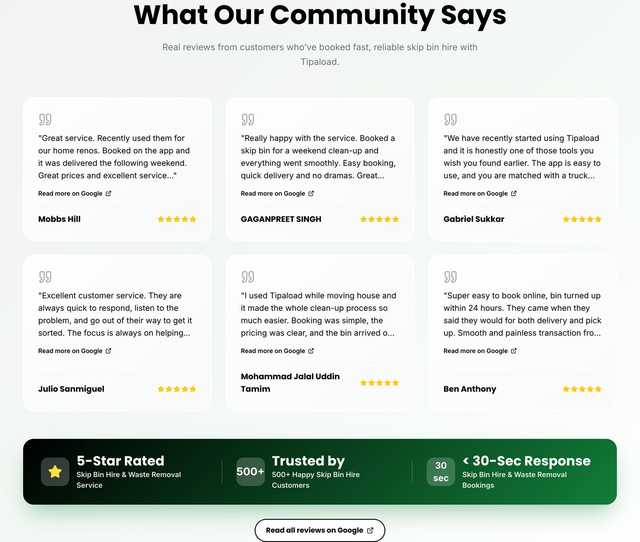 What Our Community Says
Real reviews from customers who've booked fast, reliable skip bin hire with
Tipaload.
"Great service. Recently used them for
our home renos. Booked on the app and
it was delivered the following weekend.
Great prices and excellent service..."
Read more on Google
Mobbs Hill
"Really happy with the service. Booked a
skip bin for a weekend clean-up and
everything went smoothly. Easy booking,
quick delivery and no dramas. Great...
Read more on Google
GAGANPREET SINGH
"We have recently started using Tipaload
and it is honestly one of those tools you
wish you found earlier. The app is easy to
use, and you are matched with a truck...
Read more on Google
Gabriel Sukkar
"Excellent customer service. They are
always quick to respond, listen to the
problem, and go out of their way to get it
sorted. The focus is always on helping...
Read more on Google
Julio Sanmiguel
"I used Tipaload while moving house and
it made the whole clean-up process so
much easier. Booking was simple, the
pricing was clear, and the bin arrived o...
Read more on Google
Mohammad Jalal Uddin
Tamim
"Super easy to book online, bin turned up
within 24 hours. They came when they
said they would for both delivery and pick
up. Smooth and painless transaction fro...
Read more on Google
Ben Anthony
5-Star Rated
Skip Bin Hire & Waste Removal
Service
500+
Trusted by
500+ Happy Skip Bin Hire
Customers
30
sec
< 30-Sec Response
Skip Bin Hire & Waste Removal
Bookings
Read all reviews on Google